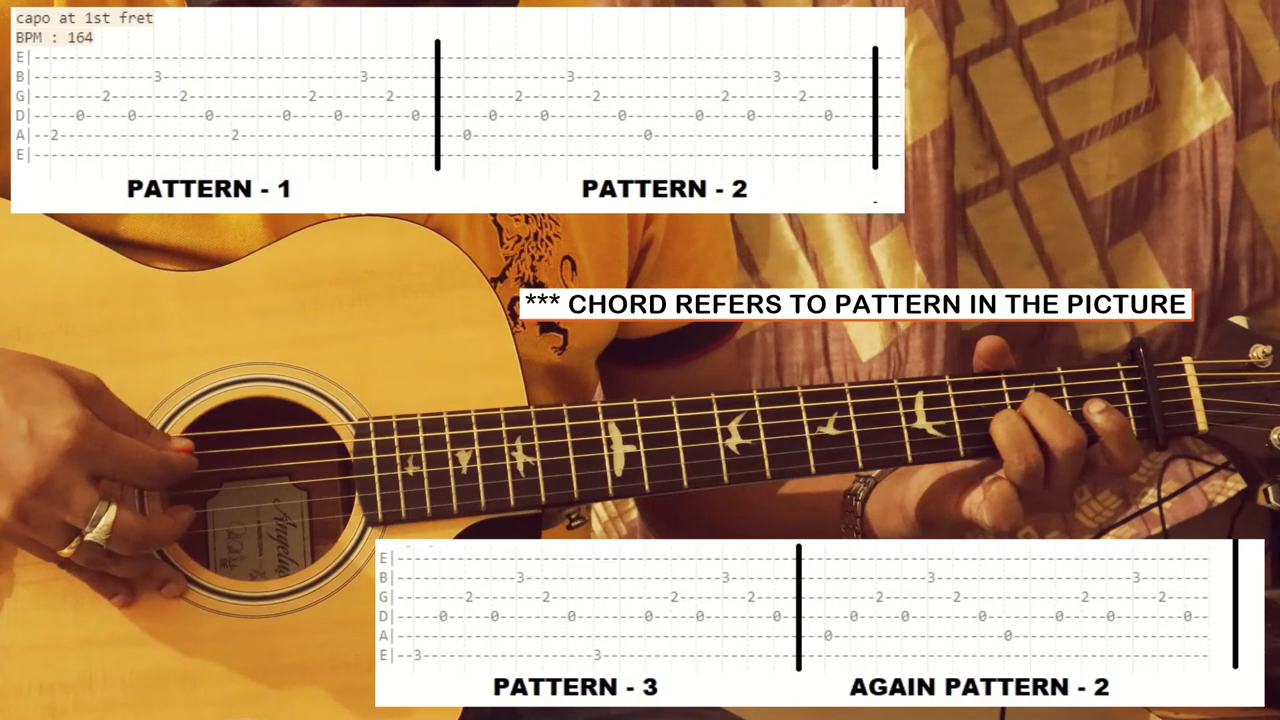 capo at 1st fret
BPM : 164
E|-----------------------------------------------|-------------------------------------------------|---
B|--------------3-----------------------3--------|--------------3-----------------------3----------|---
G|--------2--------2--------------2--------2-----|--------2--------2--------------2--------2-------|---
D|-----0-----0--------0--------0-----0--------0--|-----0-----0--------0--------0-----0--------0----|---
A|--2--------------------2-----------------------|--0--------------------0-------------------------|---
E|-----------------------------------------------|-------------------------------------------------|---
PATTERN - 1 PATTERN - 2
*** CHORD REFERS TO PATTERN IN THE PICTURE
E|-----------------------------------------------|-----------------------------------------------|
B|--------------3-----------------------3--------|--------------3-----------------------3--------|
G|--------2--------2--------------2--------2-----|--------2--------2--------------2--------2-----|
D|-----0-----0--------0--------0-----0--------0--|-----0-----0--------0--------0-----0--------0--|
A|-----------------------------------------------|--0--------------------0-----------------------|
E|--3--------------------3-----------------------|-----------------------------------------------|
PATTERN - 3 AGAIN PATTERN - 2